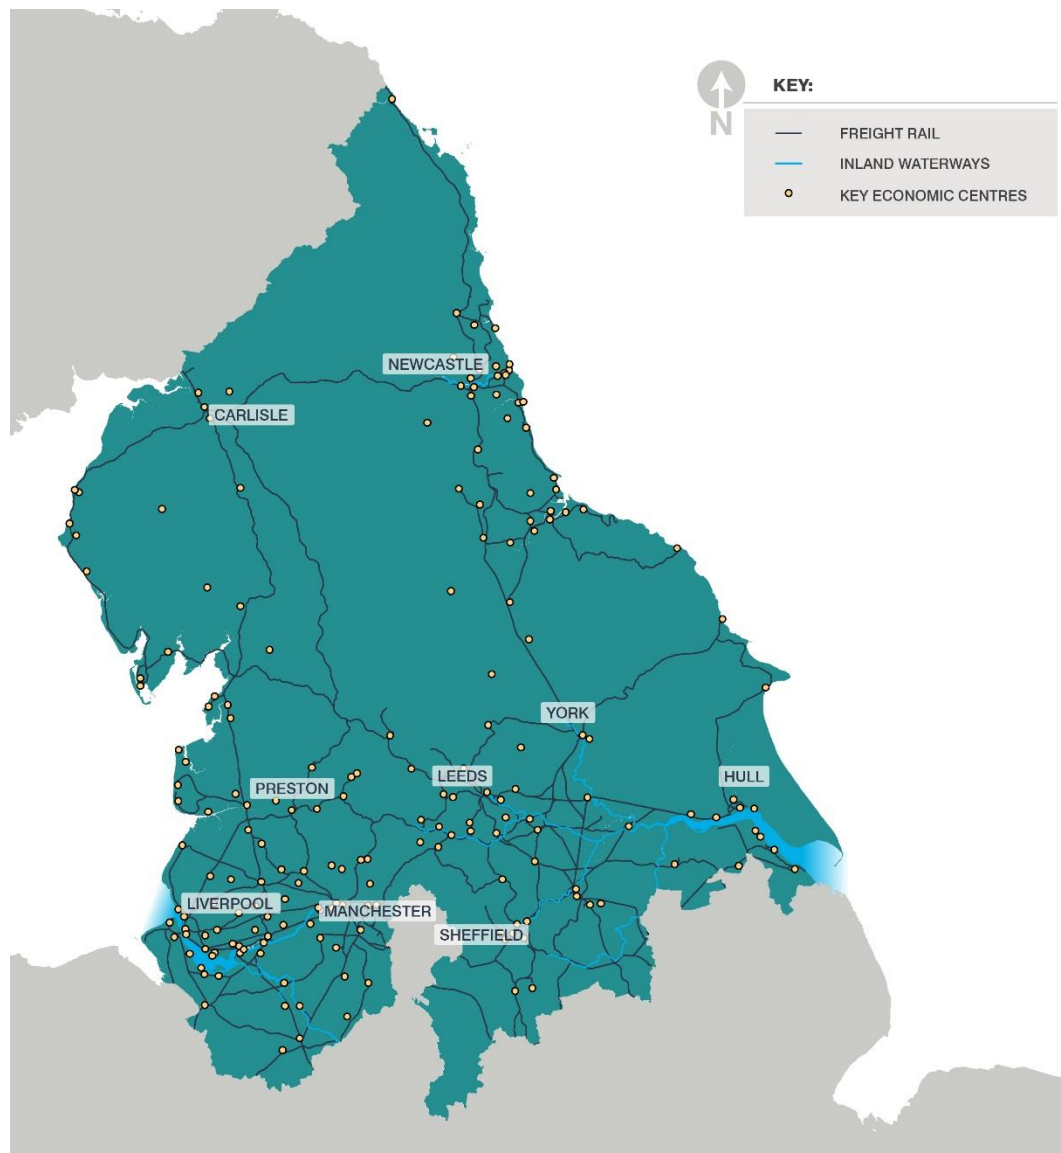 KEY:
N
FREIGHT RAIL
INLAND WATERWAYS
KEY ECONOMIC CENTRES
NEWCASTLE
CARLISLE
YORK
LEEDS
HULL
PRESTON
LIVERPOOL
MANCHESTER
SHEFFIELD